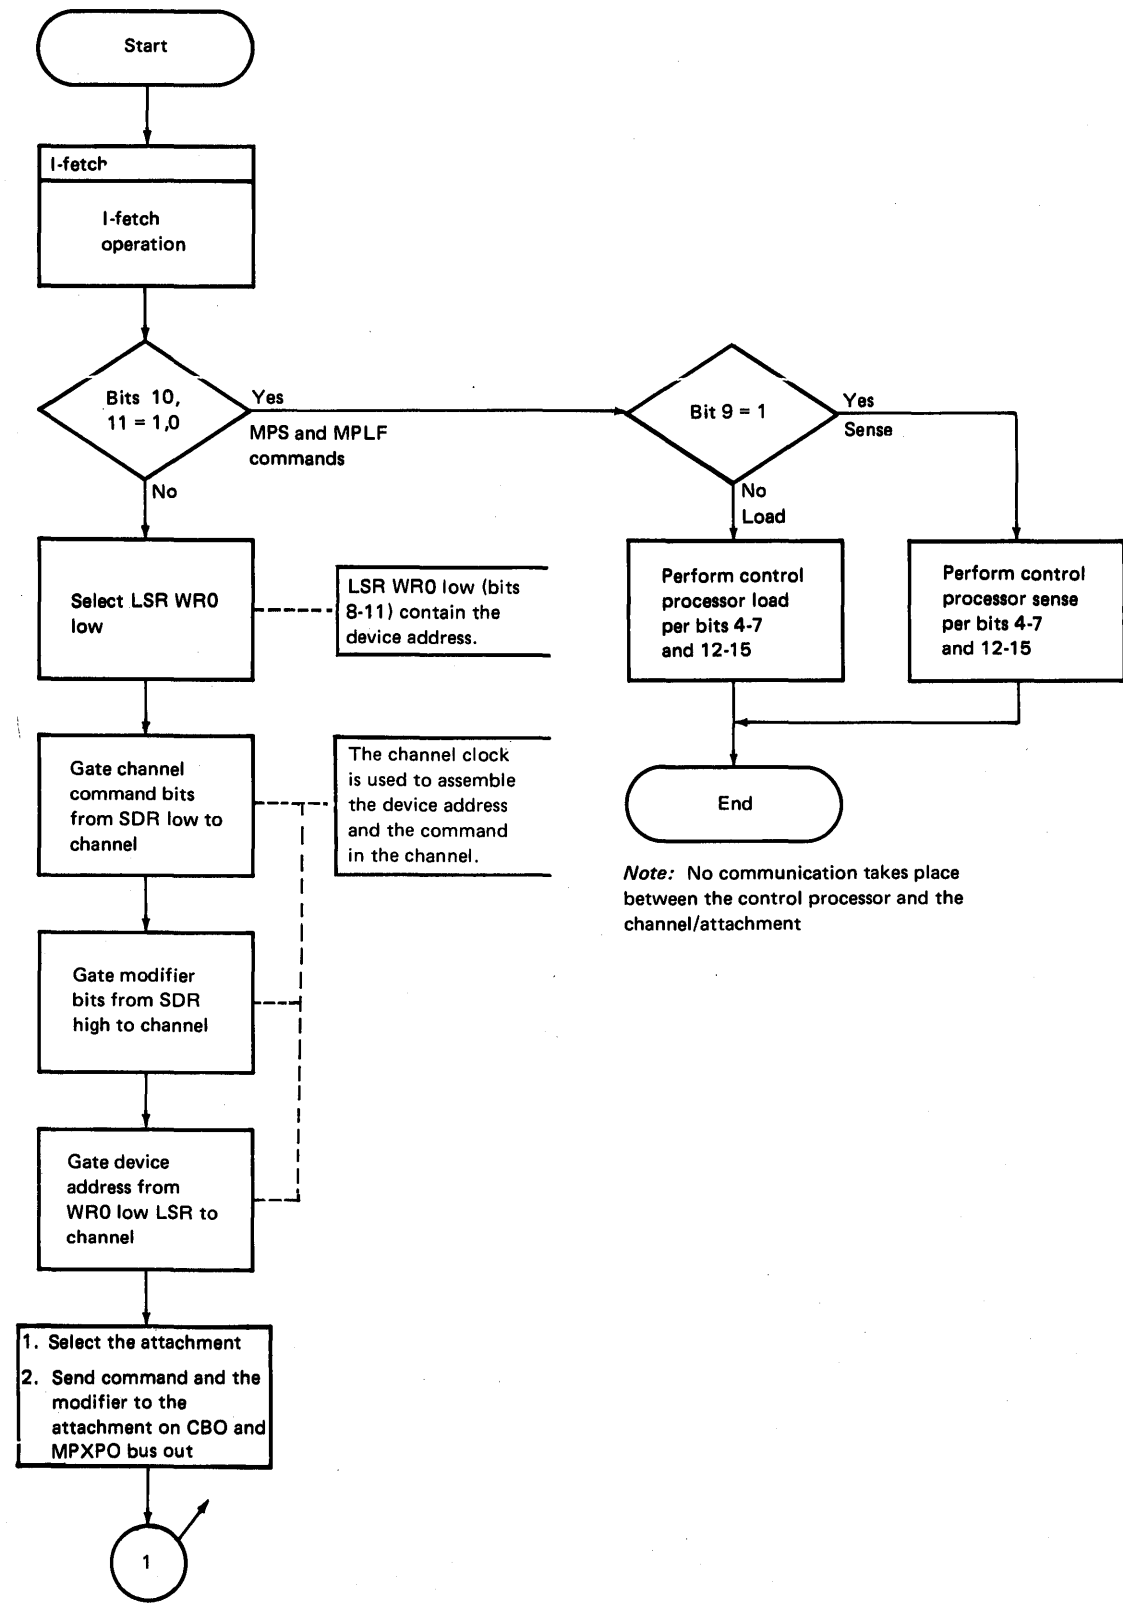 Start
I-fetch
I-fetch
operation
Bits 10,
11 = 1,0
Yes
MPS and MPLF
commands
No
Bit 9 = 1
Yes
Sense
No
Load
Select LSR WR0
low
LSR WR0 low (bits
8-11) contain the
device address.
Perform control
processor load
per bits 4-7
and 12-15
Perform control
processor sense
per bits 4-7
and 12-15
Gate channel
command bits
from SDR low to
channel
The channel clock
is used to assemble
the device address
and the command
in the channel.
End
Note: No communication takes place
between the control processor and the
channel/attachment
Gate modifier
bits from SDR
high to channel
Gate device
address from
WR0 low LSR to
channel
1. Select the attachment
2. Send command and the
modifier to the
attachment on CBO and
MPXPO bus out
1